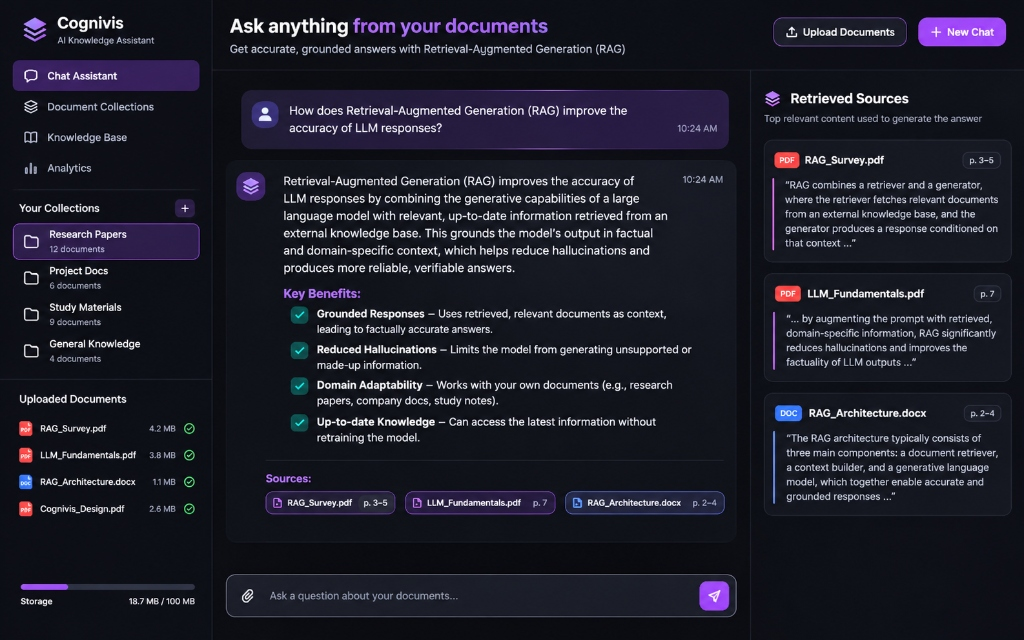 Cognivis
AI Knowledge Assistant
Chat Assistant
Document Collections
Knowledge Base
Analytics
Your Collections
+
Research Papers
12 documents
Project Docs
6 documents
Study Materials
9 documents
General Knowledge
4 documents
Uploaded Documents
PDF RAG_Survey.pdf 4.2 MB
PDF LLM_Fundamentals.pdf 3.8 MB
DOC RAG_Architecture.docx 1.1 MB
PDF Cognivis_Design.pdf 2.6 MB
Storage 18.7 MB / 100 MB
Ask anything from your documents
Get accurate, grounded answers with Retrieval-Augmented Generation (RAG)
Upload Documents
+ New Chat
How does Retrieval-Augmented Generation (RAG) improve the
accuracy of LLM responses?
10:24 AM
Retrieval-Augmented Generation (RAG) improves the accuracy of
10:24 AM
LLM responses by combining the generative capabilities of a large
language model with relevant, up-to-date information retrieved from an
external knowledge base. This grounds the model's output in factual
and domain-specific context, which helps reduce hallucinations and
produces more reliable, verifiable answers.
Key Benefits:
Grounded Responses – Uses retrieved, relevant documents as context,
leading to factually accurate answers.
Reduced Hallucinations – Limits the model from generating unsupported or
made-up information.
Domain Adaptability – Works with your own documents (e.g., research
papers, company docs, study notes).
Up-to-date Knowledge – Can access the latest information without
retraining the model.
Sources:
RAG_Survey.pdf p. 3–5
LLM_Fundamentals.pdf p. 7
RAG_Architecture.docx p. 2–4
Ask a question about your documents...
Retrieved Sources
Top relevant content used to generate the answer
PDF RAG_Survey.pdf p. 3–5
"RAG combines a retriever and a generator,
where the retriever fetches relevant documents
from an external knowledge base, and the
generator produces a response conditioned on
that context ..."
PDF LLM_Fundamentals.pdf p. 7
"... by augmenting the prompt with retrieved,
domain-specific information, RAG significantly
reduces hallucinations and improves the
factuality of LLM outputs ..."
DOC RAG_Architecture.docx p. 2–4
"The RAG architecture typically consists of
three main components: a document retriever,
a context builder, and a generative language
model, which together enable accurate and
grounded responses ..."